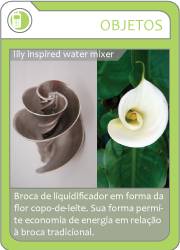 OBJETOS
lily inspired water mixer
Broca de liquidificador em forma da
flor copo-de-leite. Sua forma permi-
te economia de energia em relação
à broca tradicional.